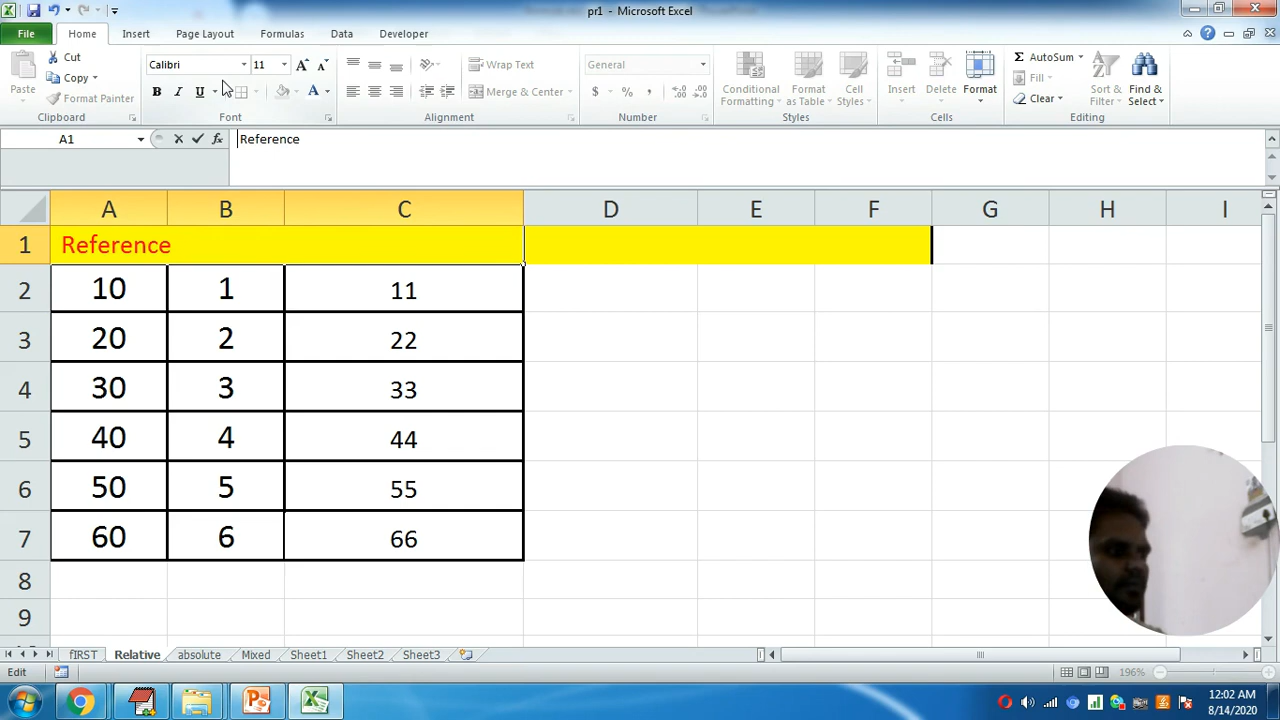 pr1 - Microsoft Excel
File Home Insert Page Layout Formulas Data Developer
Cut
Copy
Format Painter
Paste
Clipboard
Calibri 11
B I U
Font
Wrap Text
Merge & Center
Alignment
General
$ % ,
Number
Conditional Formatting
Format as Table
Cell Styles
Styles
Insert Delete Format
Cells
AutoSum
Fill
Clear
Sort & Filter
Find & Select
Editing
A1 fx Reference
A B C D E F G H I
1 Reference
2 10 1 11
3 20 2 22
4 30 3 33
5 40 4 44
6 50 5 55
7 60 6 66
8
9
fIRST Relative absolute Mixed Sheet1 Sheet2 Sheet3
Edit 196%
12:02 AM
8/14/2020